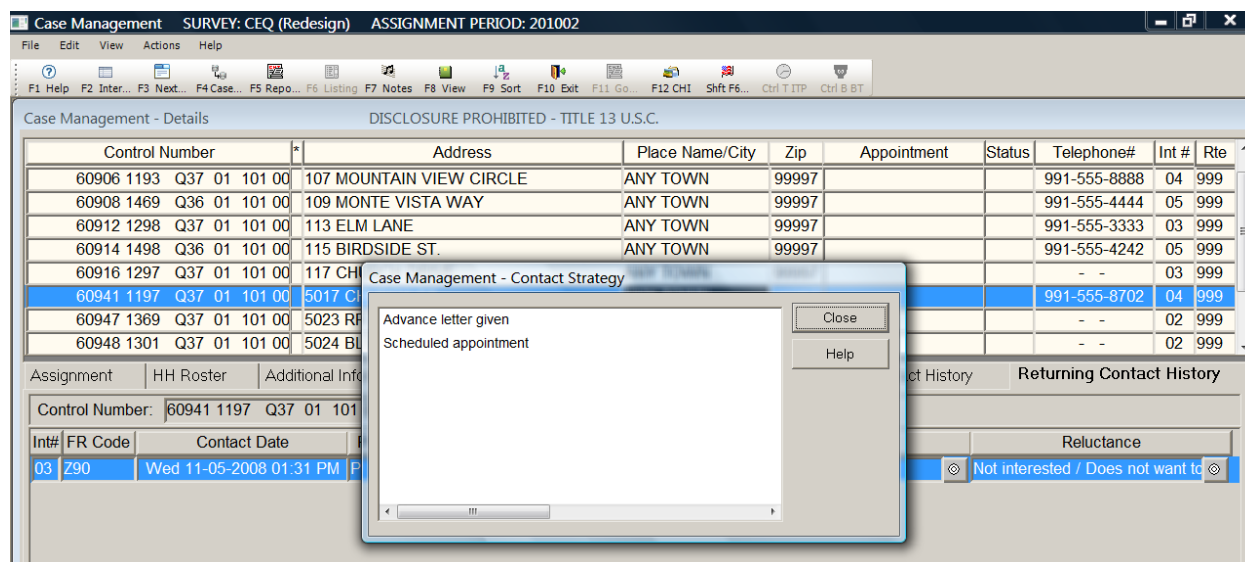 Case Management SURVEY: CEQ (Redesign) ASSIGNMENT PERIOD: 201002
File Edit View Actions Help
F1 Help F2 Inter... F3 Next... F4 Case... F5 Repo... F6 Listing F7 Notes F8 View F9 Sort F10 Exit F11 Go... F12 CHI Shft F6... Ctrl T ITP Ctrl B BT
Case Management - Details DISCLOSURE PROHIBITED - TITLE 13 U.S.C.
Control Number * Address Place Name/City Zip Appointment Status Telephone# Int # Rte
60906 1193 Q37 01 101 00 107 MOUNTAIN VIEW CIRCLE ANY TOWN 99997 991-555-8888 04 999
60908 1469 Q36 01 101 00 109 MONTE VISTA WAY ANY TOWN 99997 991-555-4444 05 999
60912 1298 Q37 01 101 00 113 ELM LANE ANY TOWN 99997 991-555-3333 03 999
60914 1498 Q36 01 101 00 115 BIRDSIDE ST. ANY TOWN 99997 991-555-4242 05 999
60916 1297 Q37 01 101 00 117 - - 03 999
60941 1197 Q37 01 101 00 5017 991-555-8702 04 999
60947 1369 Q37 01 101 00 5023 - - 02 999
60948 1301 Q37 01 101 00 5024 - - 02 999
Case Management - Contact Strategy
Advance letter given
Scheduled appointment
Close
Help
Assignment HH Roster Additional History Returning Contact History
Control Number: 60941 1197 Q37 01 101
Int# FR Code Contact Date Reluctance
03 Z90 Wed 11-05-2008 01:31 PM Not interested / Does not want to